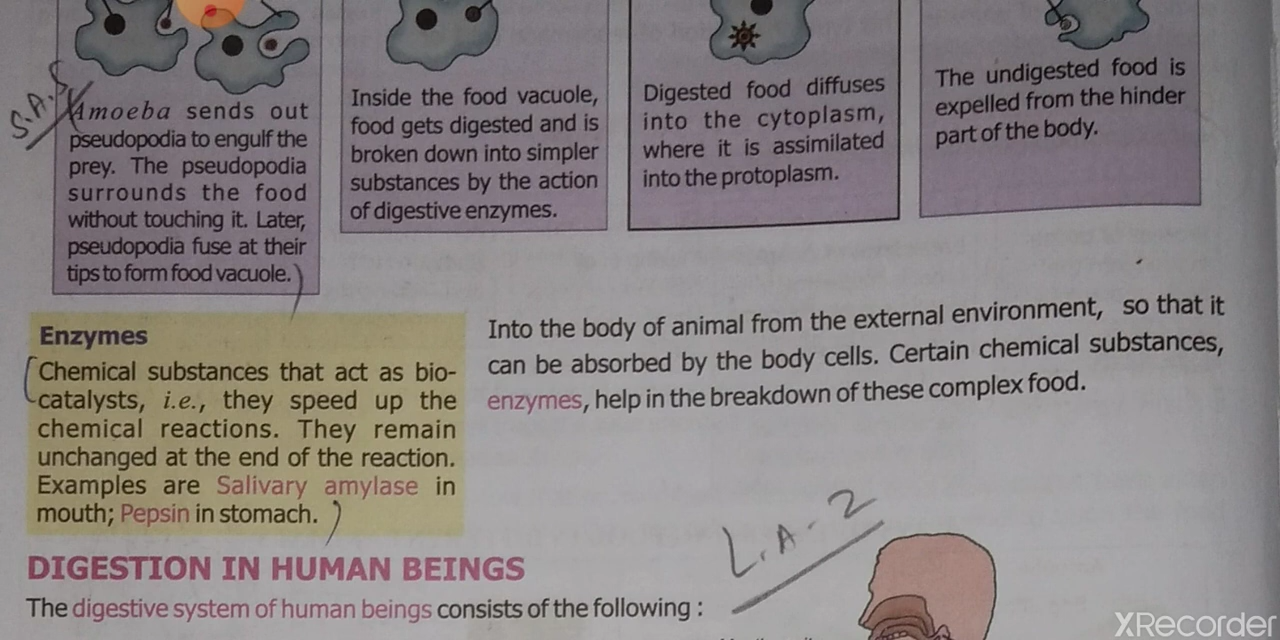 S.A.5
Amoeba sends out
pseudopodia to engulf the
prey. The pseudopodia
surrounds the food
without touching it. Later,
pseudopodia fuse at their
tips to form food vacuole.
Inside the food vacuole,
food gets digested and is
broken down into simpler
substances by the action
of digestive enzymes.
Digested food diffuses
into the cytoplasm,
where it is assimilated
into the protoplasm.
The undigested food is
expelled from the hinder
part of the body.
Enzymes
Chemical substances that act as bio-
catalysts, i.e., they speed up the
chemical reactions. They remain
unchanged at the end of the reaction.
Examples are Salivary amylase in
mouth; Pepsin in stomach.
Into the body of animal from the external environment, so that it
can be absorbed by the body cells. Certain chemical substances,
enzymes, help in the breakdown of these complex food.
L.A-2
DIGESTION IN HUMAN BEINGS
The digestive system of human beings consists of the following :
XRecorder